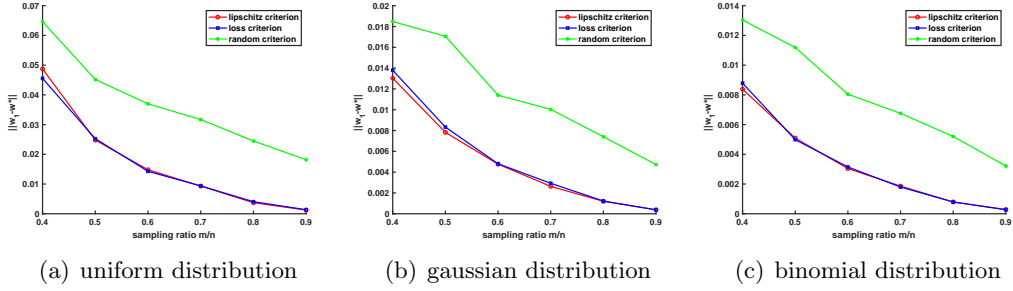 0.07
0.06
0.05
0.04
0.03
0.02
0.01
0
||w_1-w*||
lipschitz criterion
loss criterion
random criterion
0.4 0.5 0.6 0.7 0.8 0.9
sampling ratio m/n
(a) uniform distribution
0.02
0.018
0.016
0.014
0.012
0.01
0.008
0.006
0.004
0.002
0
||w_1-w*||
lipschitz criterion
loss criterion
random criterion
0.4 0.5 0.6 0.7 0.8 0.9
sampling ratio m/n
(b) gaussian distribution
0.014
0.012
0.01
0.008
0.006
0.004
0.002
0
||w_1-w*||
lipschitz criterion
loss criterion
random criterion
0.4 0.5 0.6 0.7 0.8 0.9
sampling ratio m/n
(c) binomial distribution